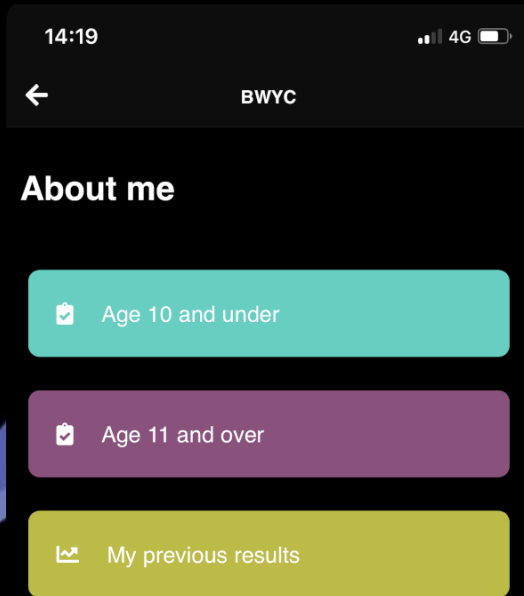 14:19 4G
BWYC
About me
Age 10 and under
Age 11 and over
My previous results